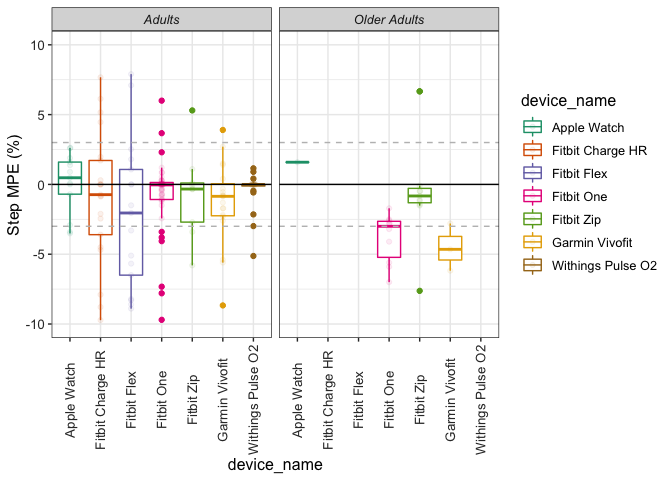 Adults
Older Adults
10
5
0
-5
-10
Step MPE (%)
Apple Watch
Fitbit Charge HR
Fitbit Flex
Fitbit One
Fitbit Zip
Garmin Vivofit
Withings Pulse O2
Apple Watch
Fitbit Charge HR
Fitbit Flex
Fitbit One
Fitbit Zip
Garmin Vivofit
Withings Pulse O2
device_name
device_name
Apple Watch
Fitbit Charge HR
Fitbit Flex
Fitbit One
Fitbit Zip
Garmin Vivofit
Withings Pulse O2